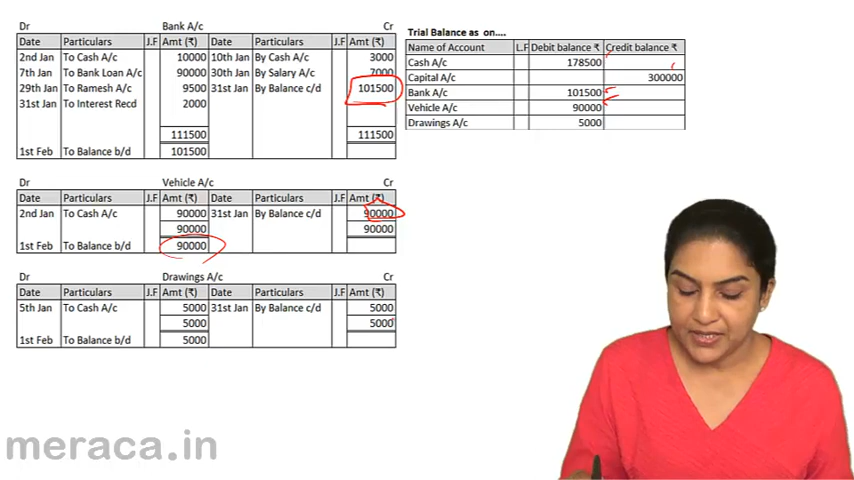 Dr Bank A/c Cr
Date Particulars J.F Amt (₹) Date Particulars J.F Amt (₹)
2nd Jan To Cash A/c 10000 10th Jan By Cash A/c 3000
7th Jan To Bank Loan A/c 90000 30th Jan By Salary A/c 7000
29th Jan To Ramesh A/c 9500 31st Jan By Balance c/d 101500
31st Jan To Interest Recd 2000
111500 111500
1st Feb To Balance b/d 101500
Dr Vehicle A/c Cr
Date Particulars J.F Amt (₹) Date Particulars J.F Amt (₹)
2nd Jan To Cash A/c 90000 31st Jan By Balance c/d 90000
90000 90000
1st Feb To Balance b/d 90000
Dr Drawings A/c Cr
Date Particulars J.F Amt (₹) Date Particulars J.F Amt (₹)
5th Jan To Cash A/c 5000 31st Jan By Balance c/d 5000
5000 5000
1st Feb To Balance b/d 5000
Trial Balance as on....
Name of Account L.F Debit balance ₹ Credit balance ₹
Cash A/c 178500
Capital A/c 300000
Bank A/c 101500
Vehicle A/c 90000
Drawings A/c 5000
meraca.in